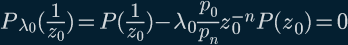 $P_{\lambda_0}(\frac{1}{z_0}) = P(\frac{1}{z_0}) - \lambda_0 \frac{p_0}{p_n} z_0^{-n} P(z_0) = 0$